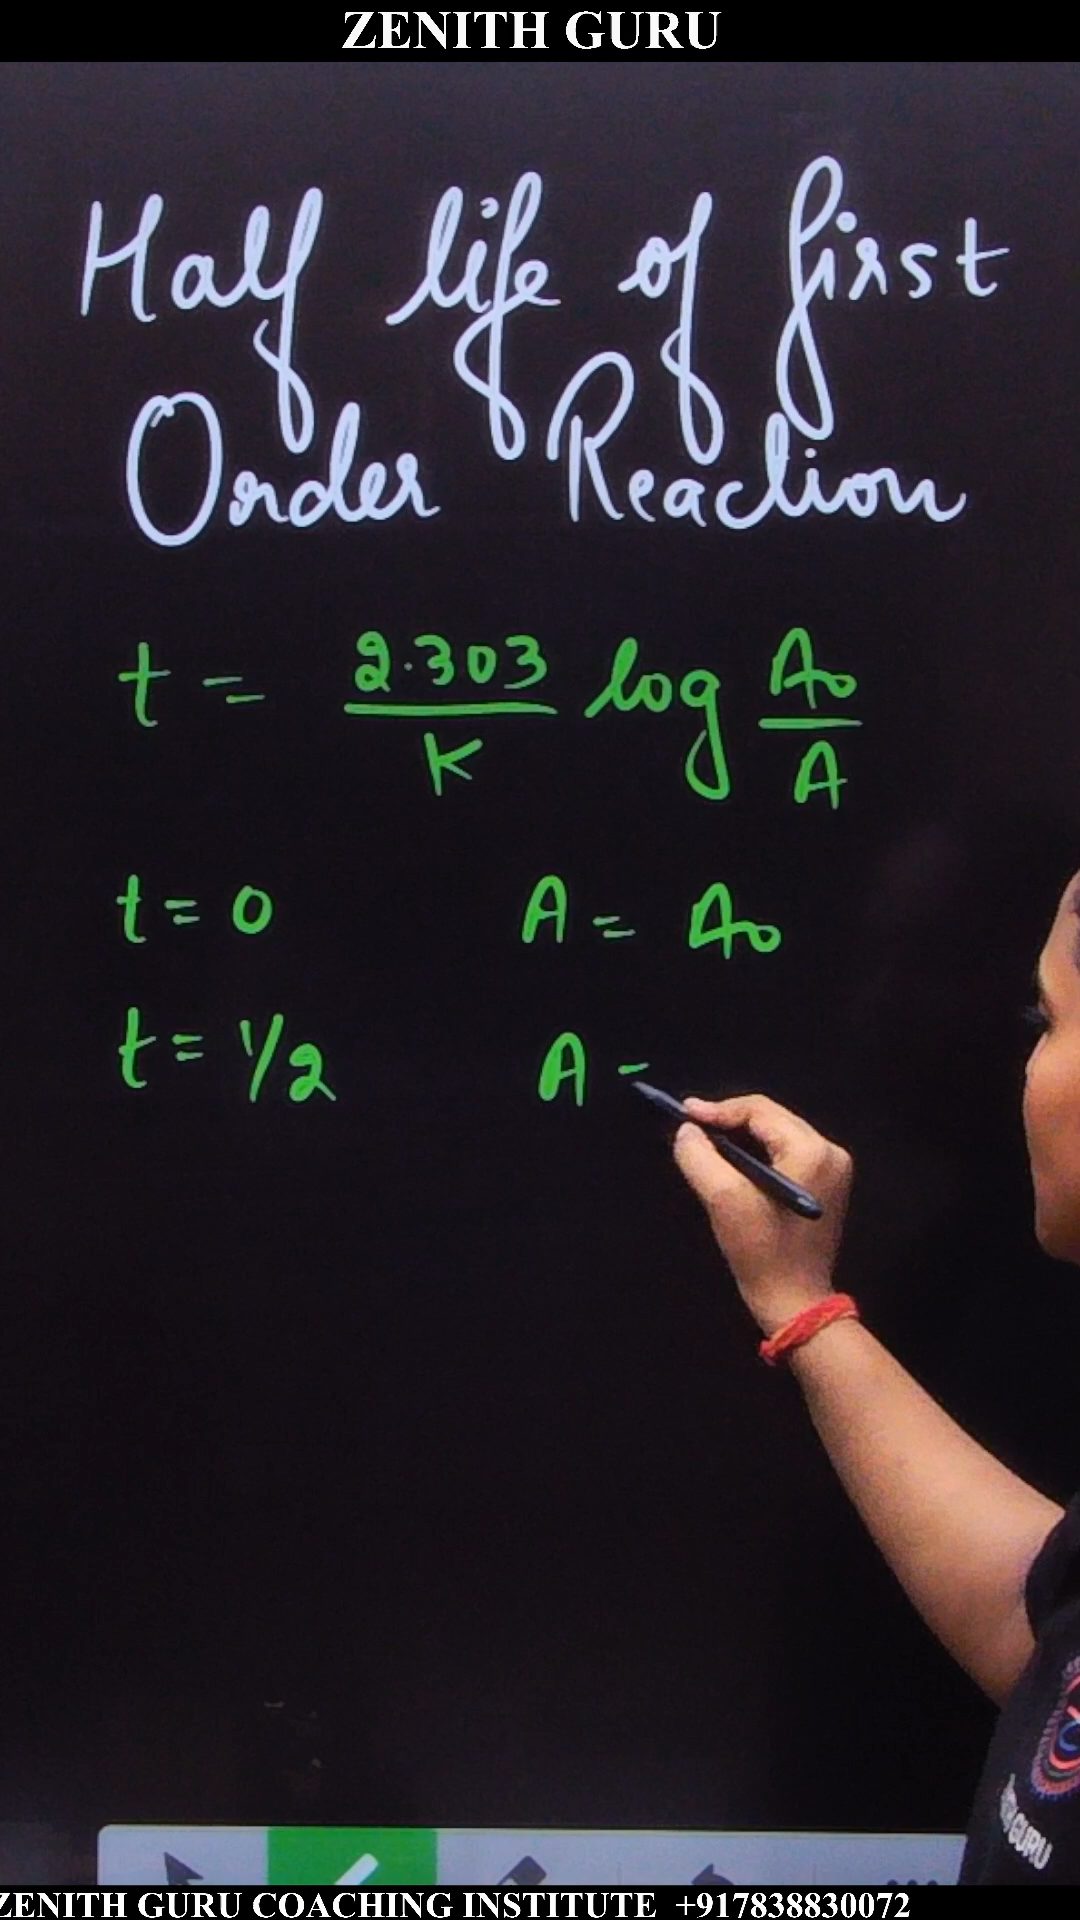 ZENITH GURU
Half life of first
Order Reaction
t = 2.303/K log A₀/A
t = 0 A = A₀
t = 1/2 A =
GURU
ZENITH GURU COACHING INSTITUTE +917838830072